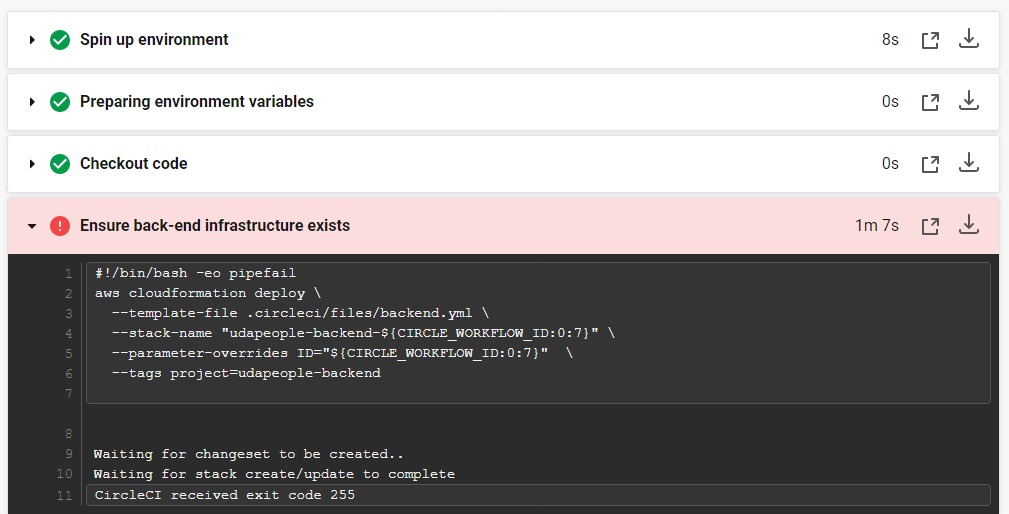 Spin up environment 8s
Preparing environment variables 0s
Checkout code 0s
Ensure back-end infrastructure exists 1m 7s
1 #!/bin/bash -eo pipefail
2 aws cloudformation deploy \
3   --template-file .circleci/files/backend.yml \
4   --stack-name "udapeople-backend-${CIRCLE_WORKFLOW_ID:0:7}" \
5   --parameter-overrides ID="${CIRCLE_WORKFLOW_ID:0:7}"  \
6   --tags project=udapeople-backend
7
8
9 Waiting for changeset to be created..
10 Waiting for stack create/update to complete
11 CircleCI received exit code 255